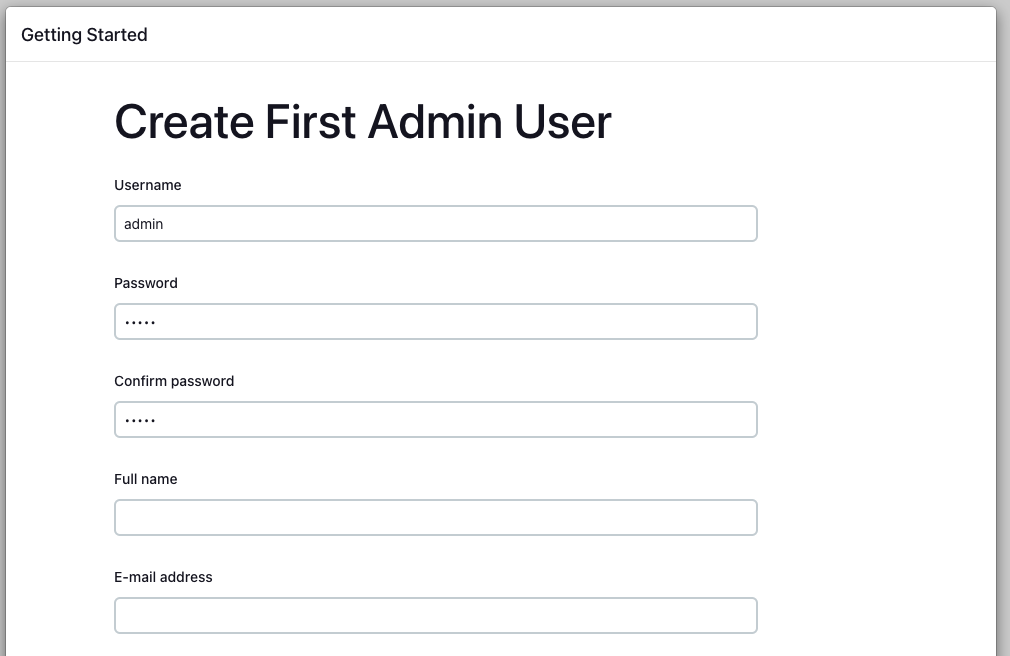 Getting Started
Create First Admin User
Username
admin
Password
•••••
Confirm password
•••••
Full name
E-mail address